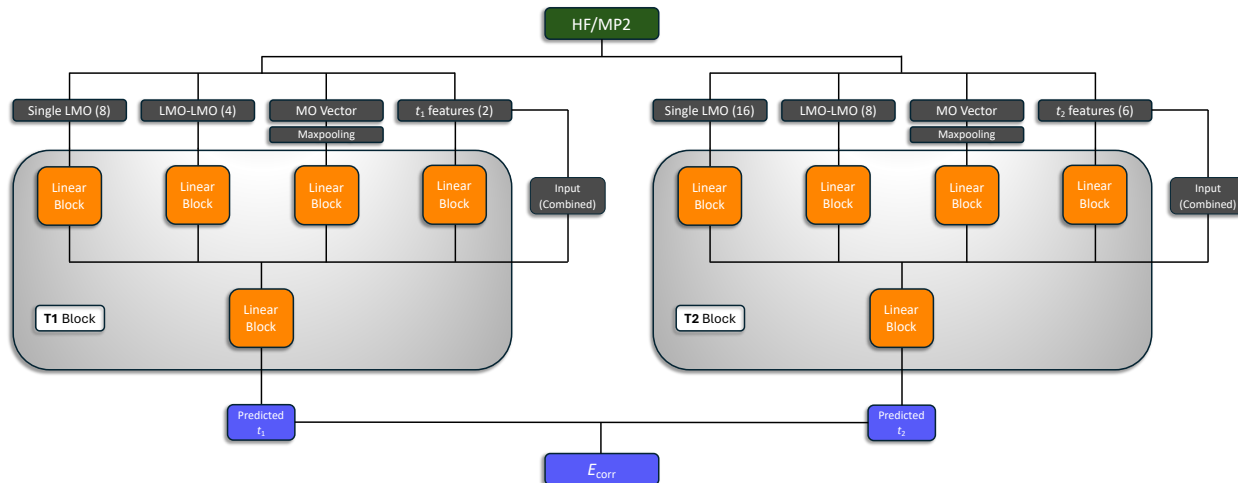 HF/MP2
Single LMO (8)
LMO-LMO (4)
MO Vector
t₁ features (2)
Maxpooling
Linear
Block
Linear
Block
Linear
Block
Linear
Block
Input
(Combined)
Linear
Block
T1 Block
Predicted
t₁
Single LMO (16)
LMO-LMO (8)
MO Vector
t₂ features (6)
Maxpooling
Linear
Block
Linear
Block
Linear
Block
Linear
Block
Input
(Combined)
Linear
Block
T2 Block
Predicted
t₂
E_corr